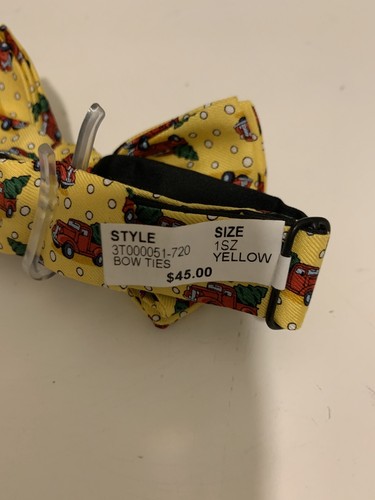 STYLE SIZE
3T000051-720 1SZ
BOW TIES YELLOW
$45.00